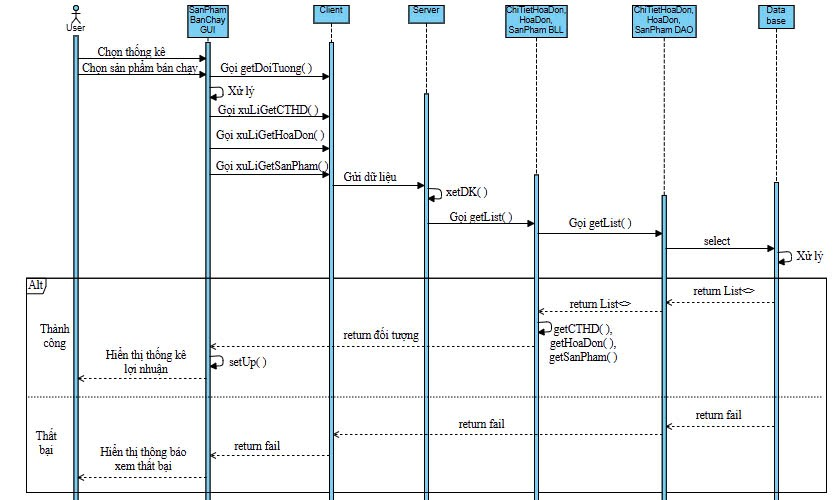 User
SanPham
BanChay
GUI
Client
Server
ChiTietHoaDon,
HoaDon,
SanPham BLL
ChiTietHoaDon,
HoaDon,
SanPham DAO
Data
base
Chọn thống kê
Chọn sản phẩm bán chạy
Gọi getDoiTuong( )
Xử lý
Gọi xuLiGetCTHD( )
Gọi xuLiGetHoaDon( )
Gọi xuLiGetSanPham( )
Gửi dữ liệu
xetDK( )
Gọi getList( )
Gọi getList( )
select
Xử lý
Alt
return List<>
return List<>
Thành
công
return đối tượng
getCTHD( ),
getHoaDon( ),
getSanPham( )
Hiển thị thống kê
lợi nhuận
setUp( )
Thất
bại
return fail
return fail
return fail
Hiển thị thông báo
xem thất bại